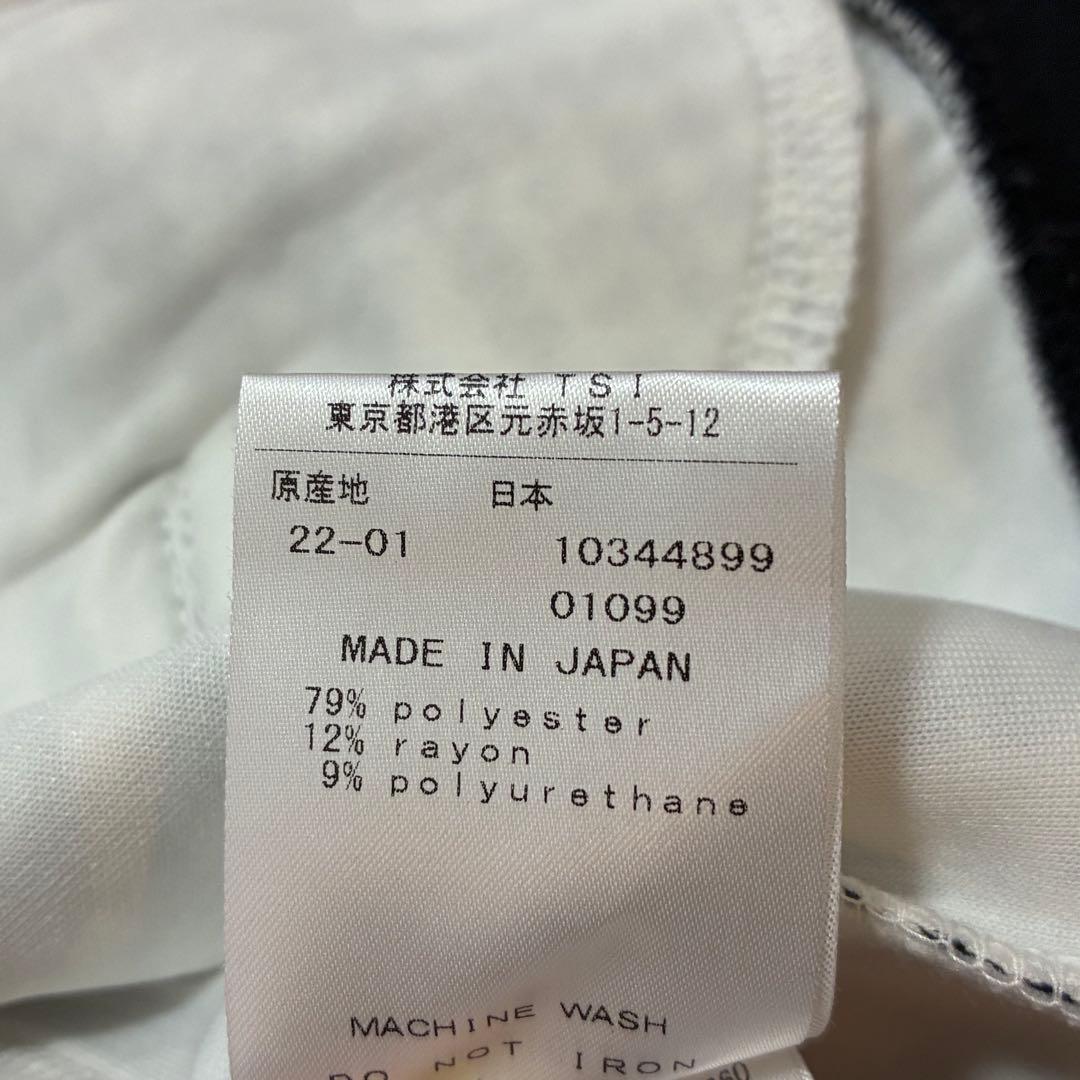 株式会社 TSI
東京都港区元赤坂1-5-12
原産地 日本
22-01 10344899
01099
MADE IN JAPAN
79% polyester
12% rayon
9% polyurethane
MACHINE WASH
DO NOT IRON